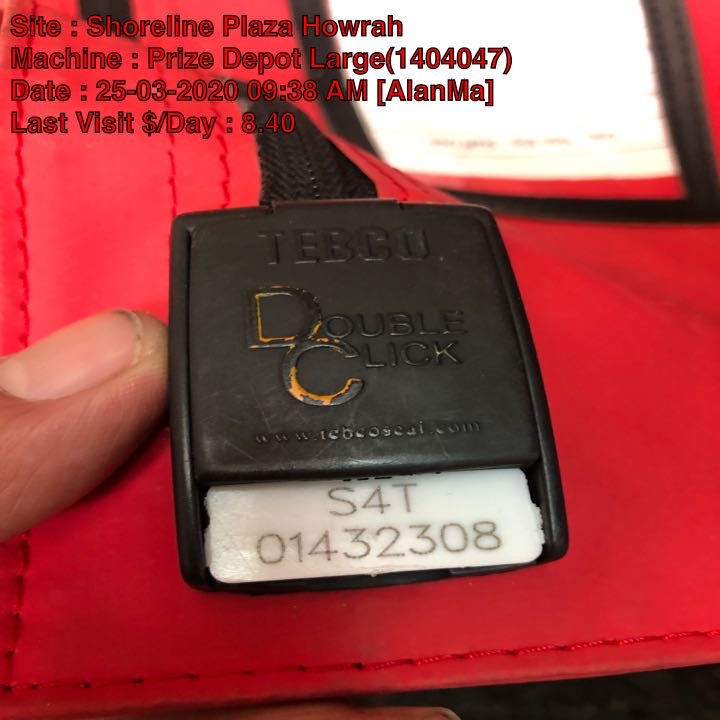 Site : Shoreline Plaza Howrah
Machine : Prize Depot Large(1404047)
Date : 25-03-2020 09:38 AM [AlanMa]
Last Visit $/Day : 8.40
TEBCO
DOUBLE
CLICK
www.tebcoseal.com
S4T
01432308